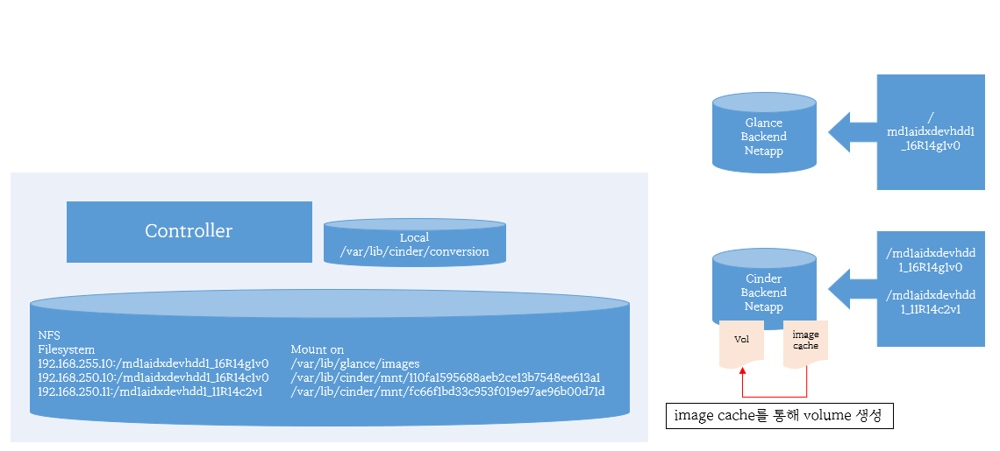 Controller
Local
/var/lib/cinder/conversion
NFS
Filesystem Mount on
192.168.255.10:/md1aidxdevhdd1_16R14g1v0 /var/lib/glance/images
192.168.250.10:/md1aidxdevhdd1_16R14c1v0 /var/lib/cinder/mnt/110fa1595688aeb2ce13b7548ee613a1
192.168.250.11:/md1aidxdevhdd1_11R14c2v1 /var/lib/cinder/mnt/fc66f1bd33c953f019e97ae96b00d71d
Glance
Backend
Netapp
/
md1aidxdevhdd1
_16R14g1v0
Cinder
Backend
Netapp
/md1aidxdevhdd
1_16R14g1v0
/md1aidxdevhdd
1_11R14c2v1
Vol
image
cache
image cache를 통해 volume 생성